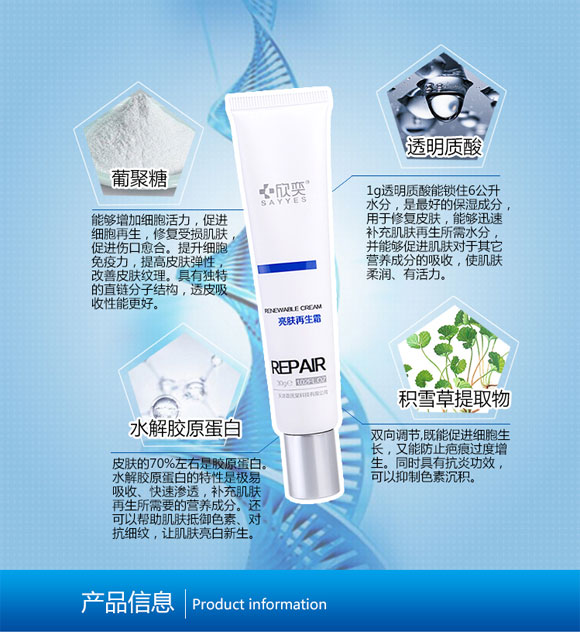 葡聚糖
能够增加细胞活力，促进
细胞再生，修复受损肌肤，
促进伤口愈合。提升细胞
免疫力，提高皮肤弹性，
改善皮肤纹理。具有独特
的直链分子结构，透皮吸
收性能更好。
透明质酸
1g透明质酸能锁住6公升
水分，是最好的保湿成分，
用于修复皮肤，能够迅速
补充肌肤再生所需水分，
并能够促进肌肤对于其它
营养成分的吸收，使肌肤
柔润、有活力。
欣奕®
SAYYES
RENEWABLE CREAM
亮肤再生霜
REPAIR
30g℮ 1.02FL.OZ
水解胶原蛋白
皮肤的70%左右是胶原蛋白。
水解胶原蛋白的特性是极易
吸收、快速渗透，补充肌肤
再生所需要的营养成分。还
可以帮助肌肤抵御色素、对
抗细纹，让肌肤亮白新生。
积雪草提取物
双向调节,既能促进细胞生
长，又能防止疤痕过度增
生。同时具有抗炎功效，
可以抑制色素沉积。
产品信息 Product information